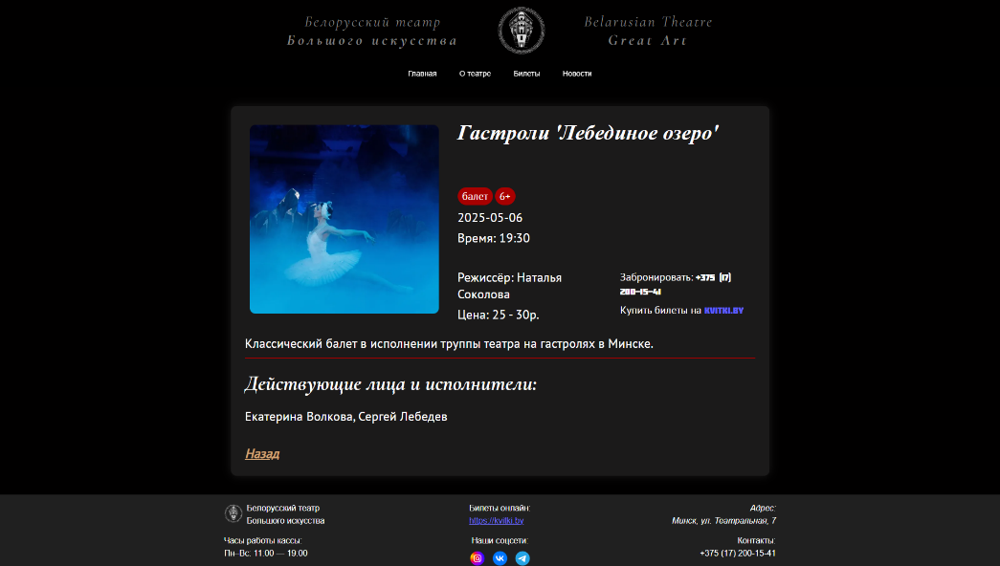 Белорусский театр
Большого искусства
Belarusian Theatre
Great Art
Главная О театре Билеты Новости
Гастроли 'Лебединое озеро'
балет 6+
2025-05-06
Время: 19:30
Режиссёр: Наталья
Соколова
Цена: 25 - 30р.
Забронировать: +375 (17)
200-15-41
Купить билеты на KVITKI.BY
Классический балет в исполнении труппы театра на гастролях в Минске.
Действующие лица и исполнители:
Екатерина Волкова, Сергей Лебедев
Назад
Белорусский театр
Большого искусства
Часы работы кассы:
Пн–Вс: 11:00 — 19:00
Билеты онлайн:
https://kvitki.by
Наши соцсети:
Адрес:
Минск, ул. Театральная, 7
Контакты:
+375 (17) 200-15-41